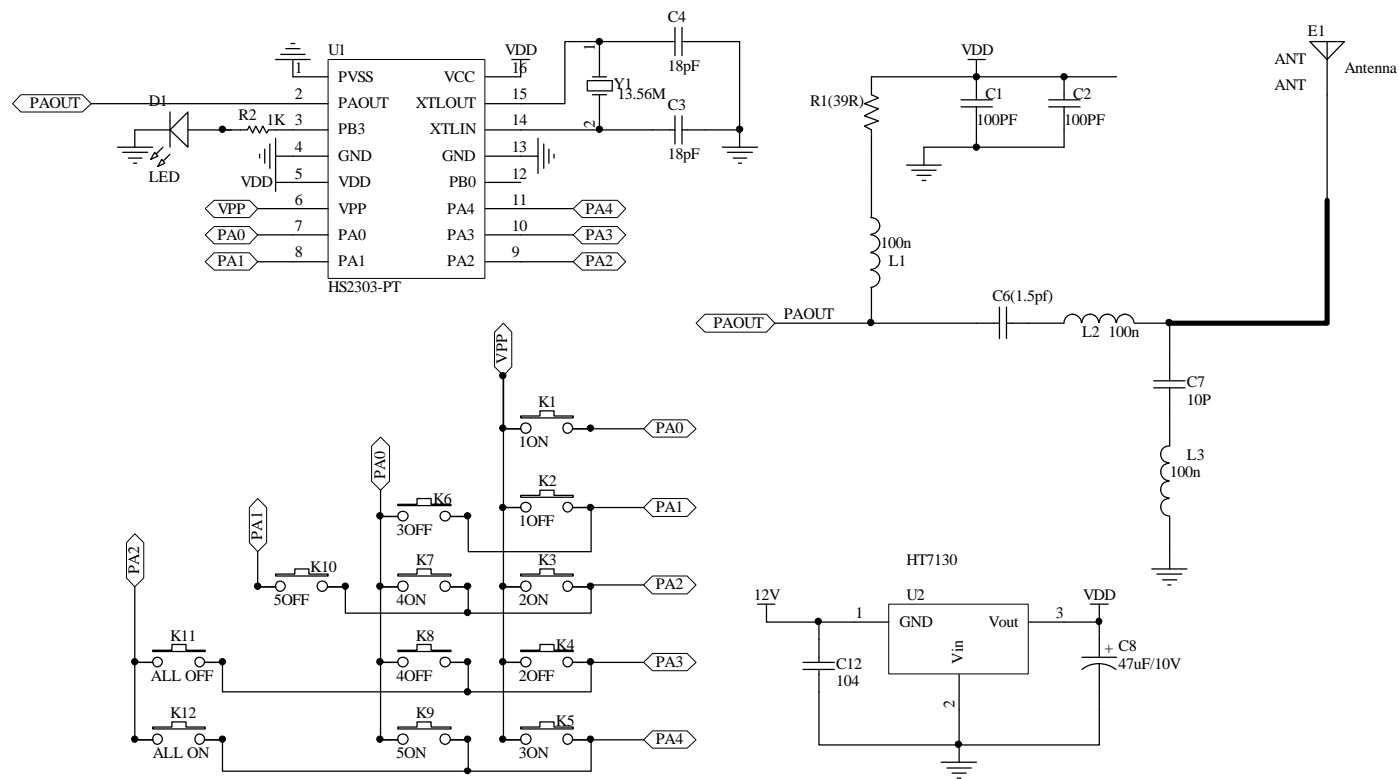 U1
1 PVSS
2 PAOUT
3 PB3
4 GND
5 VDD
6 VPP
7 PA0
8 PA1
VCC 16
XTLOUT 15
XTLIN 14
GND 13
PB0 12
PA4 11
PA3 10
PA2 9
HS2303-PT
PAOUT
D1
LED
R2
1K
VDD
VPP
PA0
PA1
VDD
PA4
PA3
PA2
1
Y1
13.56M
2
C4
18pF
C3
18pF
VDD
R1(39R)
C1
100PF
C2
100PF
100n
L1
PAOUT
PAOUT
C6(1.5pf)
L2 100n
E1
ANT
ANT
Antenna
C7
10P
L3
100n
VPP
PA0
PA1
PA2
K1
1ON
PA0
K6
3OFF
K2
1OFF
PA1
K10
5OFF
K7
4ON
K3
2ON
PA2
K11
ALL OFF
K8
4OFF
K4
2OFF
PA3
K12
ALL ON
K9
5ON
K5
3ON
PA4
HT7130
12V
U2
1
GND
Vout
3
VDD
Vin
2
C12
104
+
C8
47uF/10V